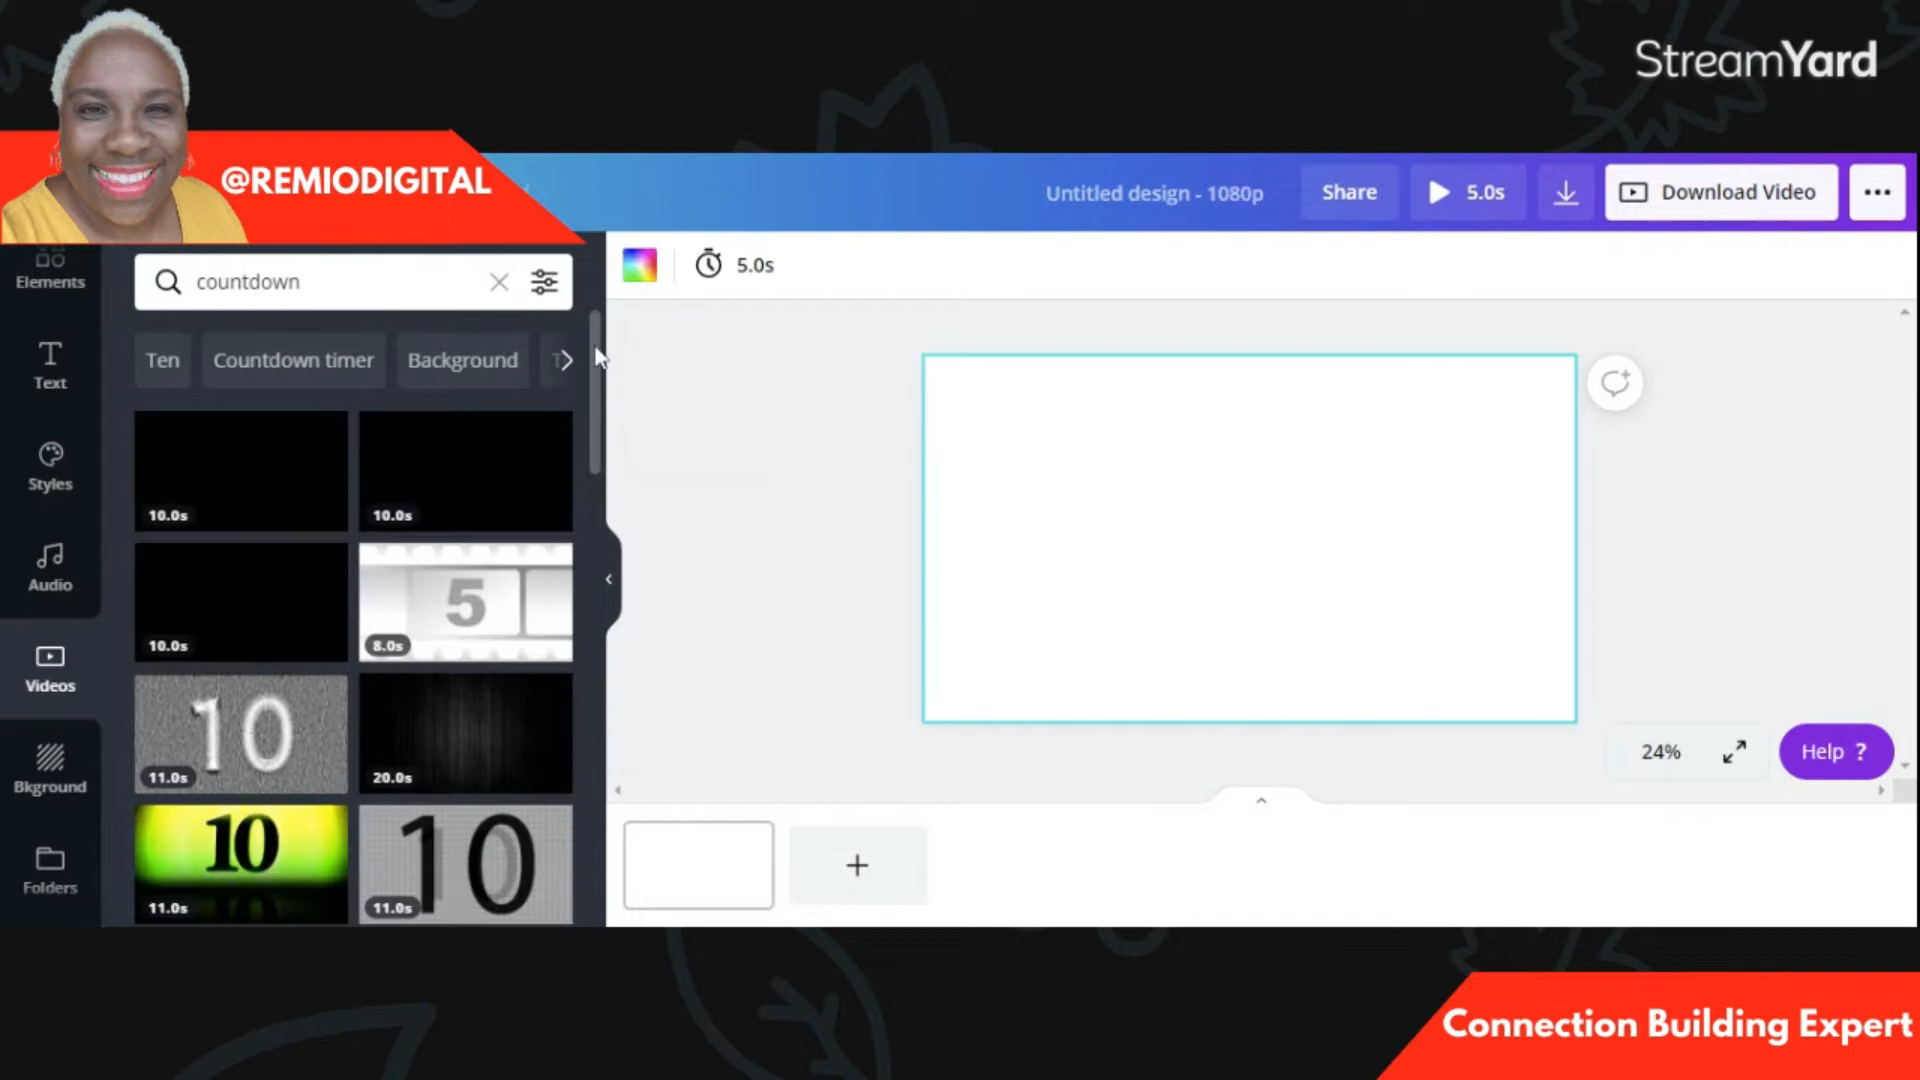 StreamYard
@REMIODIGITAL
Untitled design - 1080p
Share
5.0s
Download Video
Elements
countdown
5.0s
Ten
Countdown timer
Background
Text
Styles
10.0s
10.0s
Audio
10.0s
5
8.0s
Videos
10
11.0s
20.0s
Bkground
24%
Help ?
10
11.0s
10
11.0s
Folders
Connection Building Expert